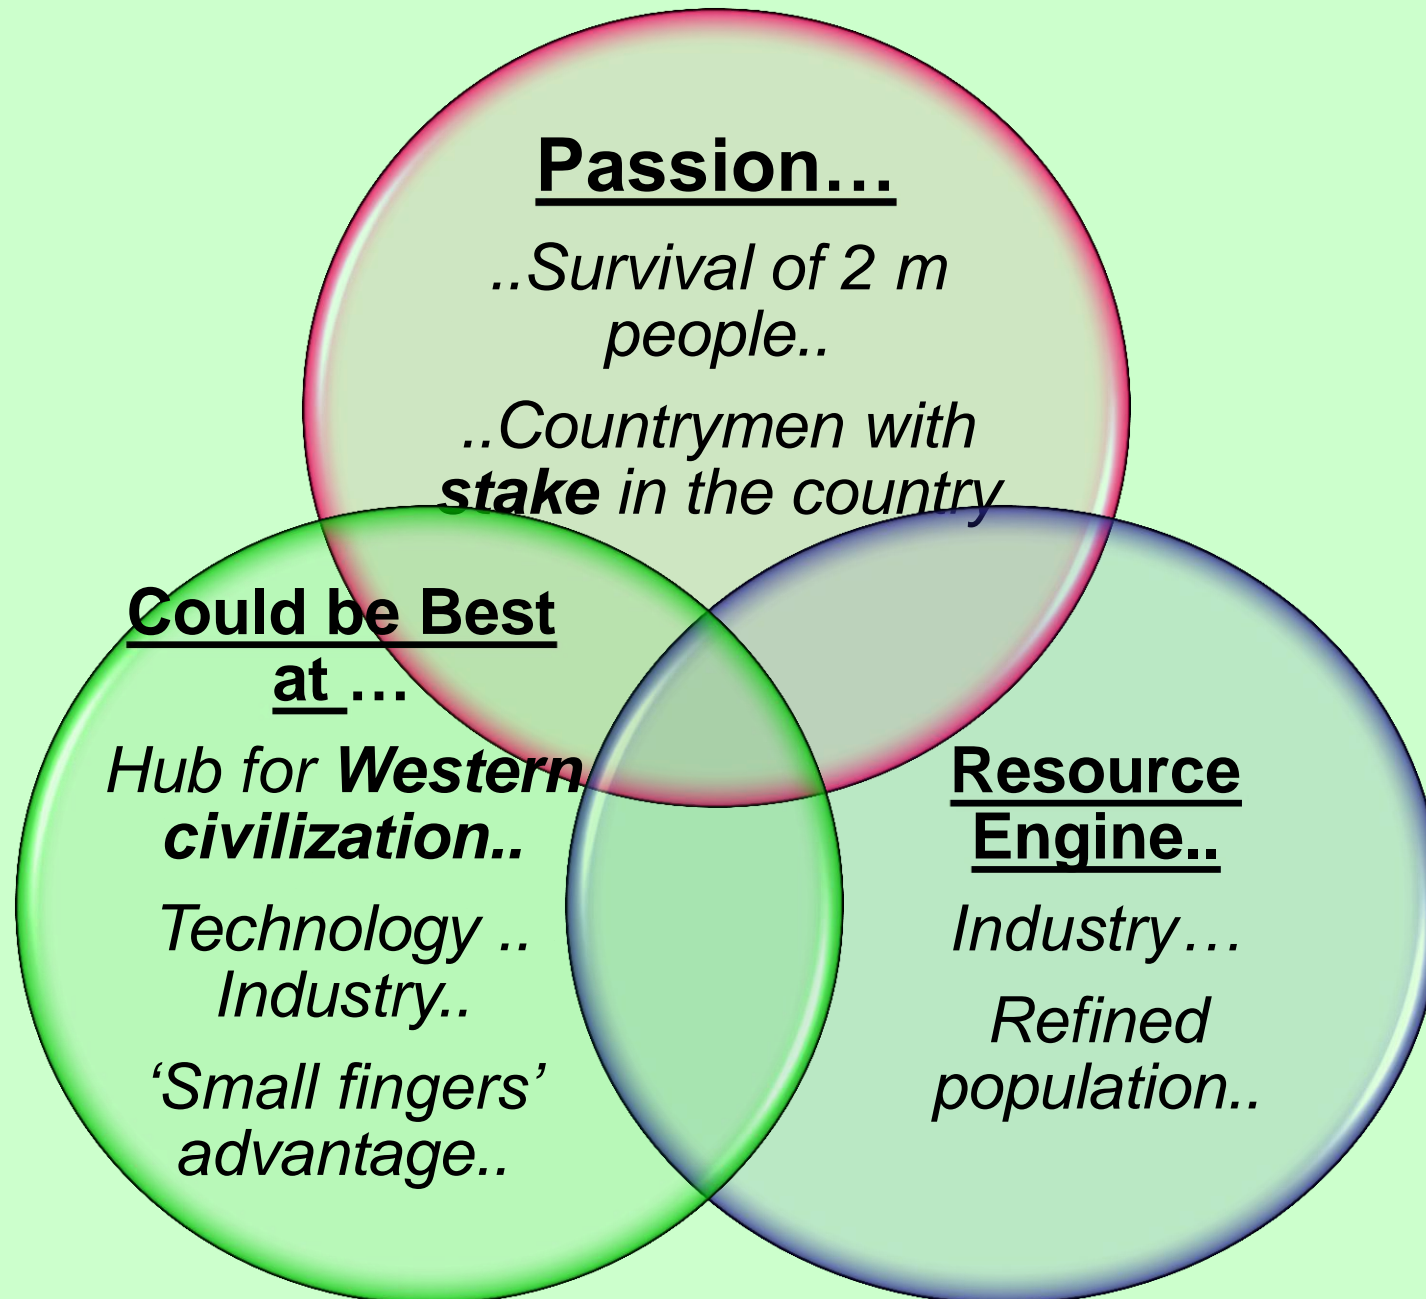 Passion…
..Survival of 2 m
people..
..Countrymen with
stake in the country
Could be Best
at …
Hub for Western
civilization..
Technology ..
Industry..
‘Small fingers’
advantage..
Resource
Engine..
Industry…
Refined
population..